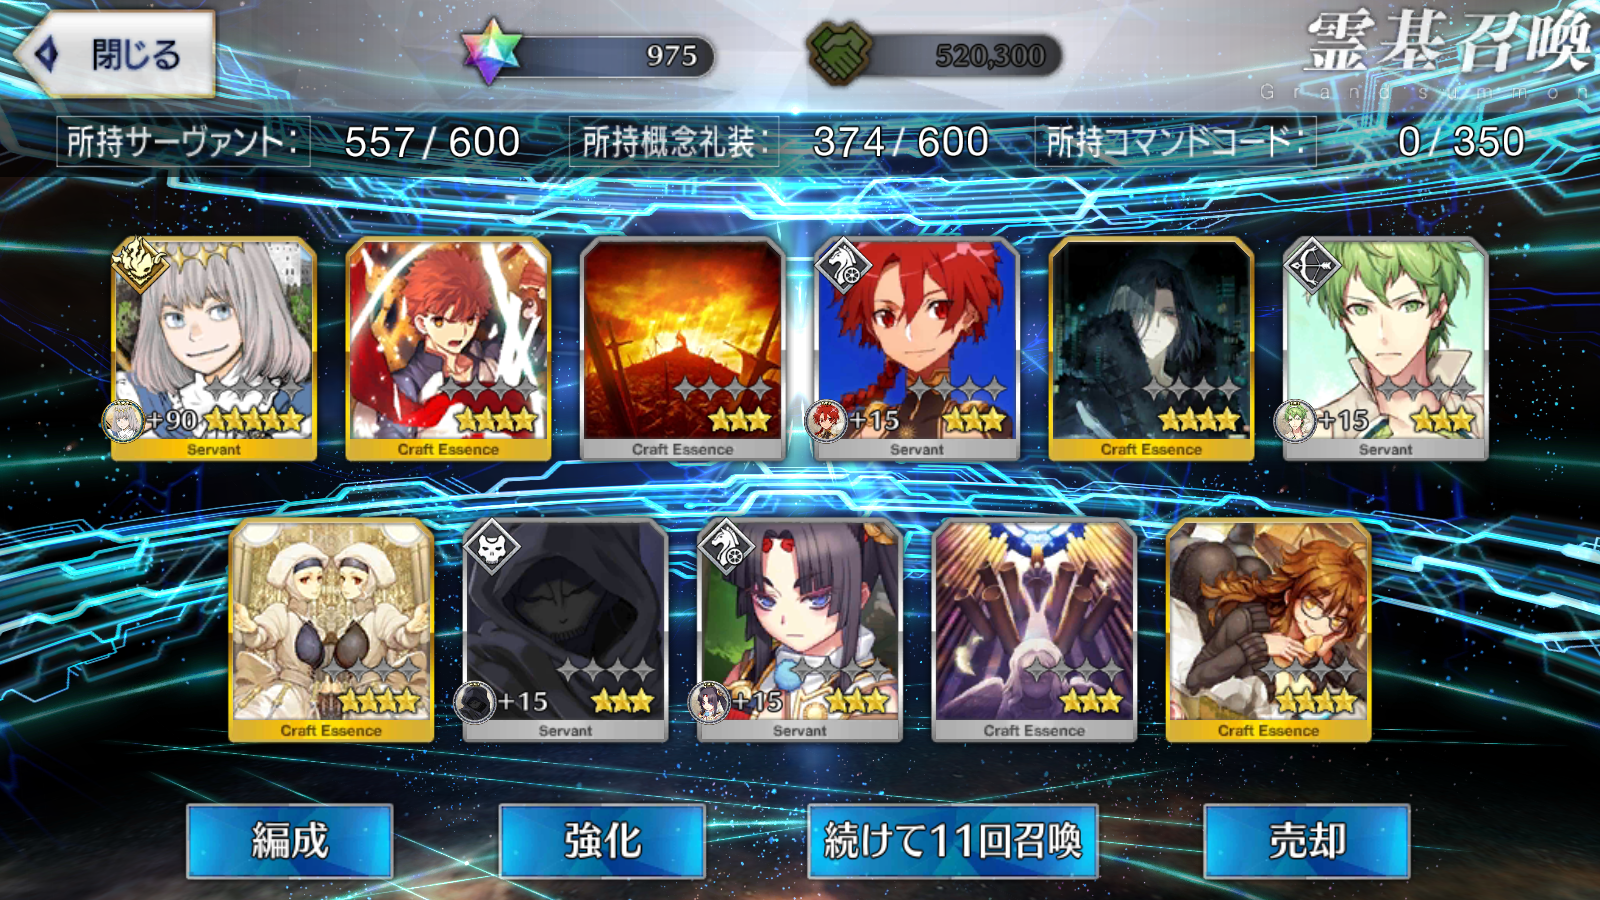 閉じる
975
520,300
霊基召喚
Grand summon
所持サーヴァント: 557 / 600
所持概念礼装: 374 / 600
所持コマンドコード: 0 / 350
+90
Servant
Craft Essence
Craft Essence
+15
Servant
Craft Essence
+15
Servant
Craft Essence
+15
Servant
+15
Servant
Craft Essence
Craft Essence
編成
強化
続けて11回召喚
売却